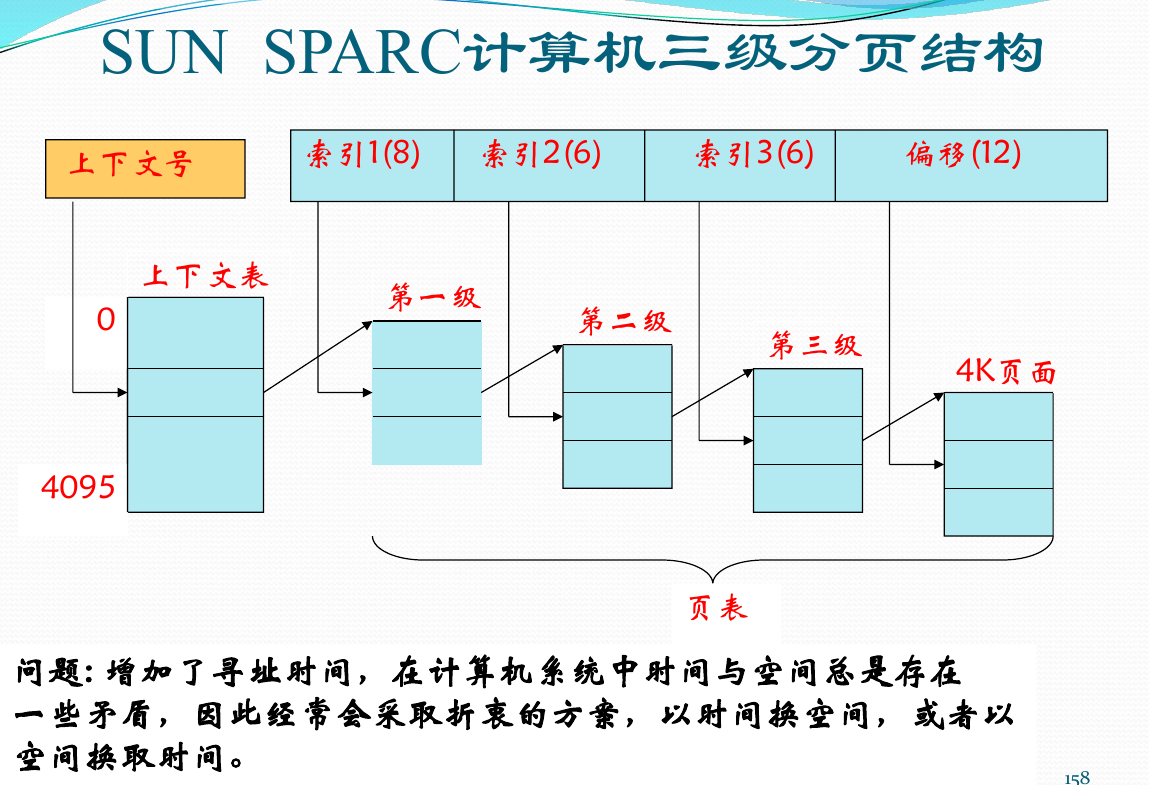 SUN SPARC计算机三级分页结构
上下文号
索引1(8)
索引2(6)
索引3(6)
偏移(12)
上下文表
第一级
第二级
第三级
4K页面
0
4095
页表
问题: 增加了寻址时间，在计算机系统中时间与空间总是存在
一些矛盾，因此经常会采取折衷的方案，以时间换空间，或者以
空间换取时间。
158